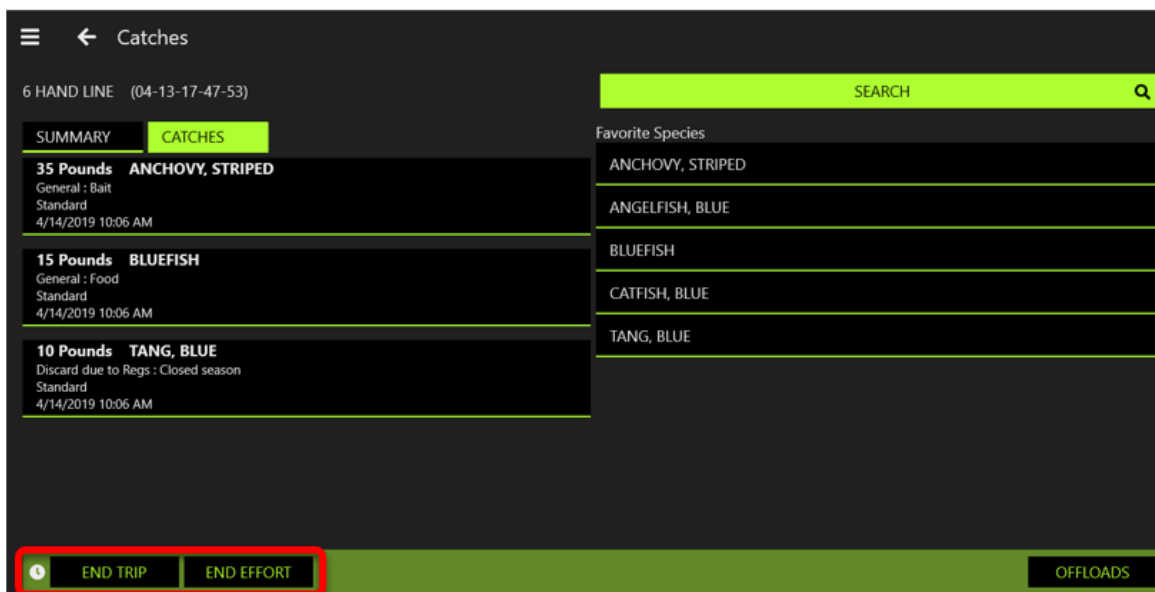 Catches
6 HAND LINE (04-13-17-47-53)
SEARCH
SUMMARY CATCHES
35 Pounds ANCHOVY, STRIPED
General : Bait
Standard
4/14/2019 10:06 AM
15 Pounds BLUEFISH
General : Food
Standard
4/14/2019 10:06 AM
10 Pounds TANG, BLUE
Discard due to Regs : Closed season
Standard
4/14/2019 10:06 AM
Favorite Species
ANCHOVY, STRIPED
ANGELFISH, BLUE
BLUEFISH
CATFISH, BLUE
TANG, BLUE
END TRIP END EFFORT OFFLOADS